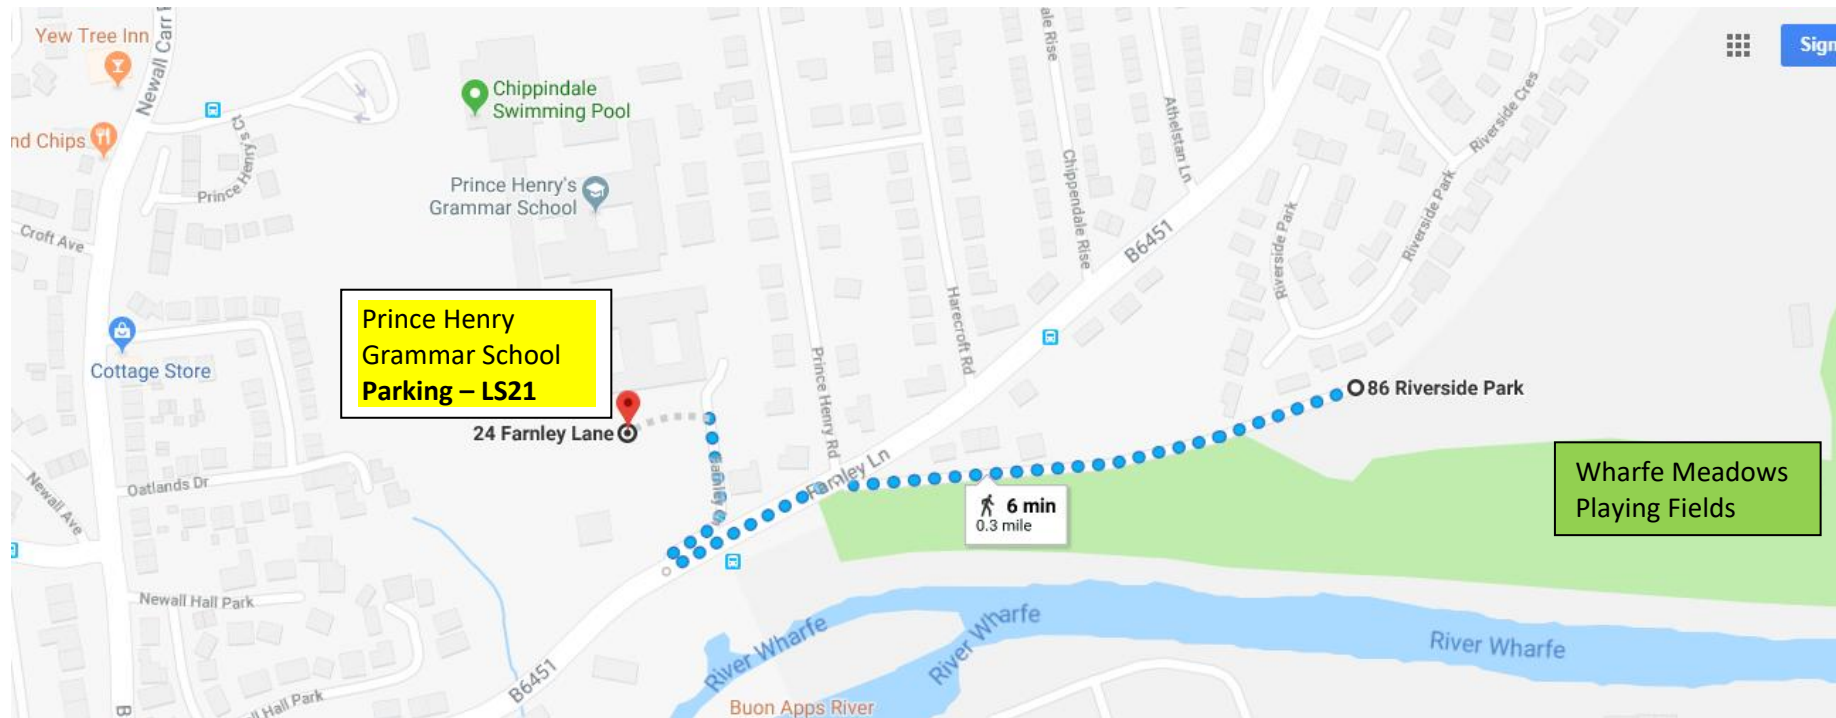 Yew Tree Inn
Newall Carr R
nd Chips
Prince Henry's Ct
Croft Ave
Chippindale
Swimming Pool
Prince Henry's
Grammar School
ale Rise
Chippendale Rise
Athelstan Ln
B6451
Riverside Cres
Riverside Park
Riverside Park
Sign
Prince Henry
Grammar School
Parking – LS21
Cottage Store
24 Farnley Lane
Prince Henry Rd
Harecroft Rd
86 Riverside Park
Farnley Ln
6 min
0.3 mile
Wharfe Meadows
Playing Fields
Oatlands Dr
Newall Ave
Newall Hall Park
ll Hall Park
B6451
B
River Wharfe
River Wharfe
River Wharfe
Buon Apps River